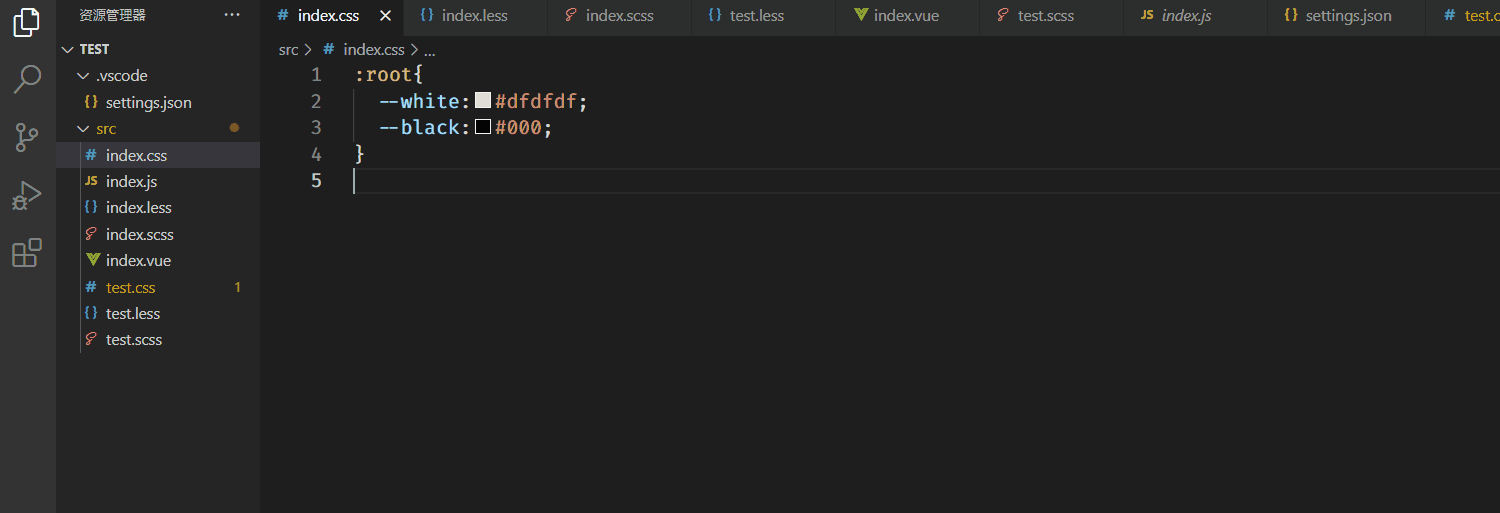 资源管理器 ···
TEST
.vscode
{} settings.json
src
# index.css
JS index.js
{} index.less
index.scss
index.vue
# test.css 1
{} test.less
test.scss
# index.css × {} index.less index.scss {} test.less index.vue test.scss JS index.js {} settings.json # test.c
src > # index.css > ...
1 :root{
2 --white:#dfdfdf;
3 --black:#000;
4 }
5